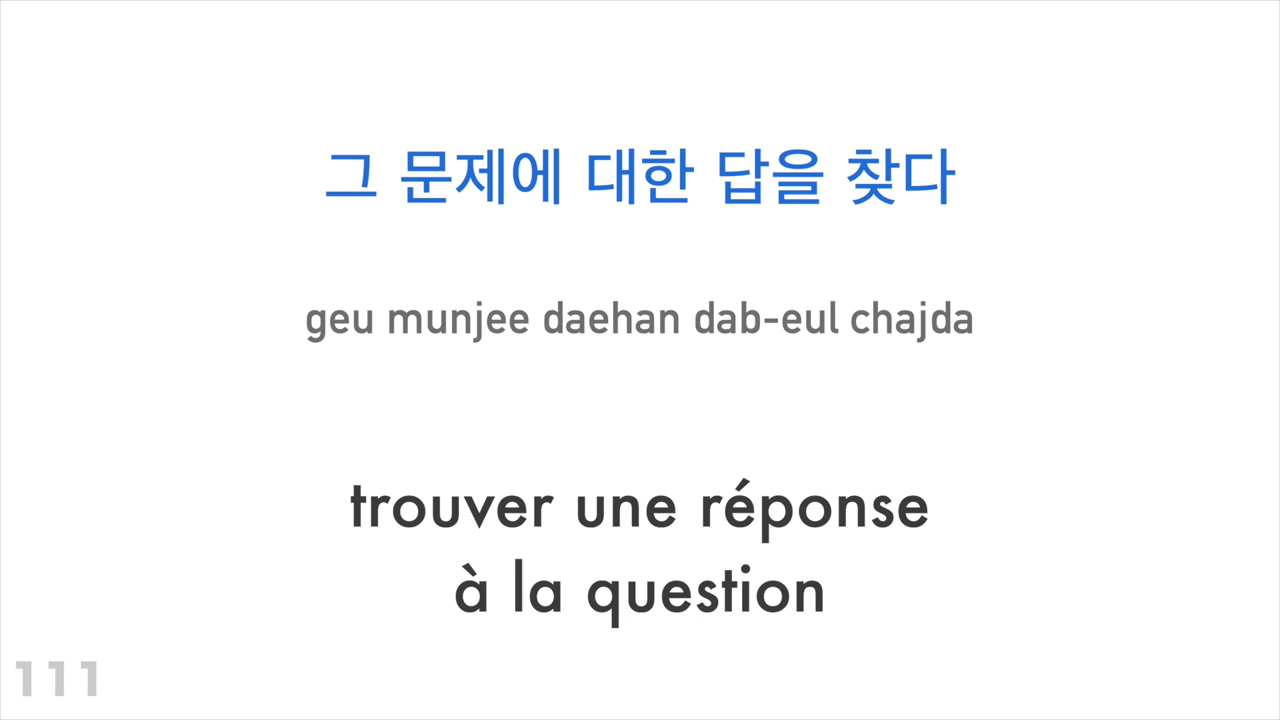 그 문제에 대한 답을 찾다
geu munjee daehan dab-eul chajda
trouver une réponse
à la question
111